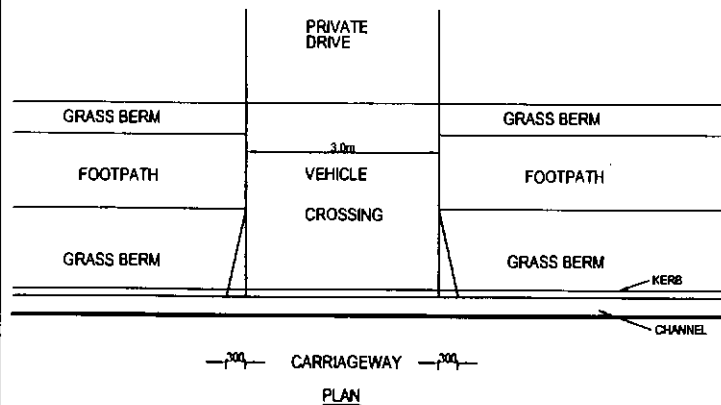 PRIVATE
DRIVE
GRASS BERM
GRASS BERM
3.0m
FOOTPATH
VEHICLE
FOOTPATH
CROSSING
GRASS BERM
GRASS BERM
KERB
CHANNEL
300
CARRIAGEWAY
300
PLAN